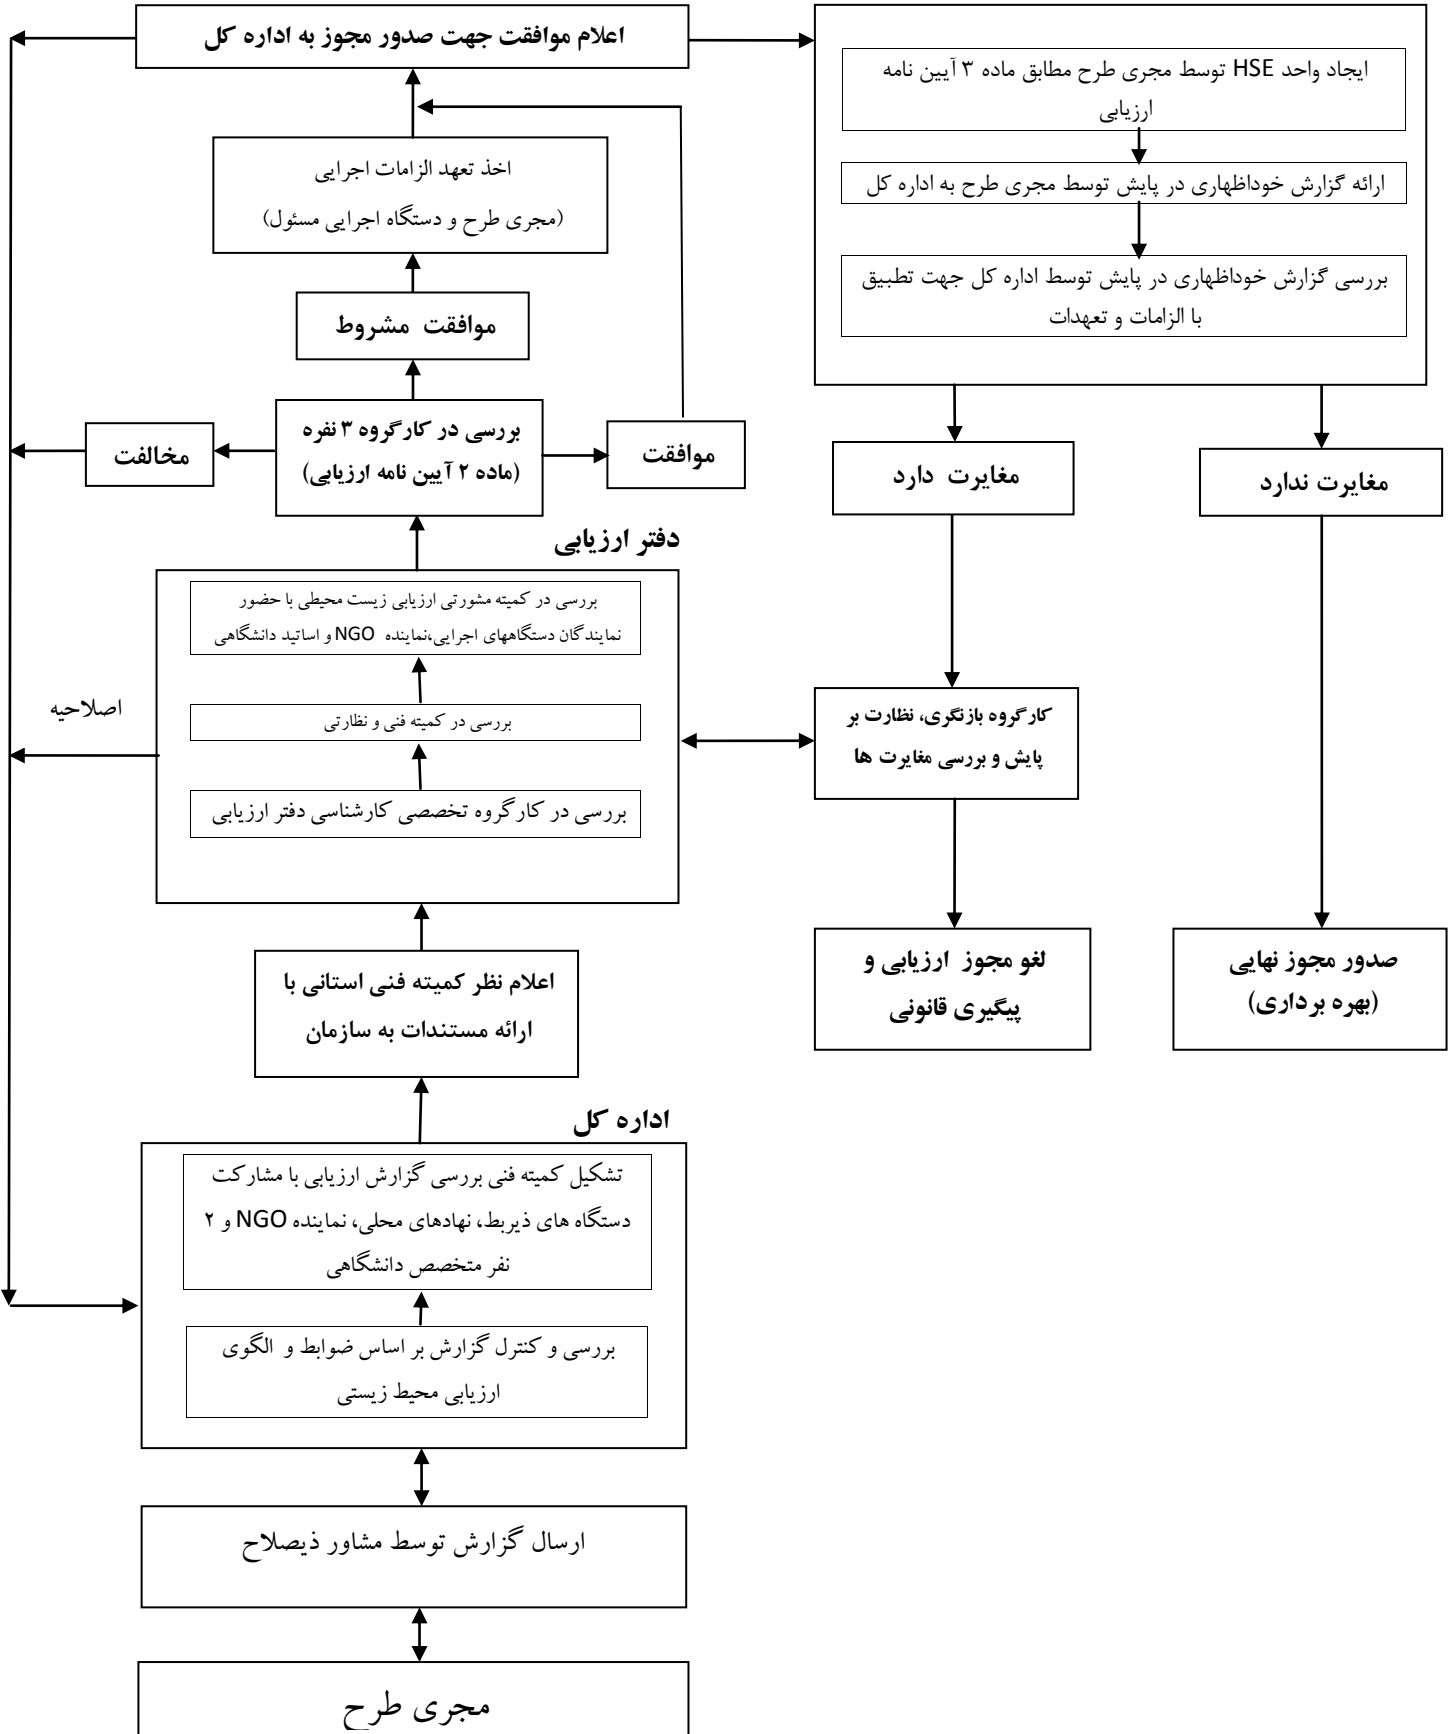 اعلام موافقت جهت صدور مجوز به اداره کل
ایجاد واحد HSE توسط مجری طرح مطابق ماده ۳ آیین نامه
ارزیابی
ارائه گزارش خوداظهاری در پایش توسط مجری طرح به اداره کل
بررسی گزارش خوداظهاری در پایش توسط اداره کل جهت تطبیق
با الزامات و تعهدات
اخذ تعهد الزامات اجرایی
(مجری طرح و دستگاه اجرایی مسئول)
موافقت مشروط
بررسی در کارگروه ۳ نفره
(ماده ۲ آیین نامه ارزیابی)
موافقت
مخالفت
مغایرت دارد
مغایرت ندارد
دفتر ارزیابی
بررسی در کمیته مشورتی ارزیابی زیست محیطی با حضور
نمایندگان دستگاههای اجرایی،نماینده NGO و اساتید دانشگاهی
بررسی در کمیته فنی و نظارتی
بررسی در کارگروه تخصصی کارشناسی دفتر ارزیابی
اصلاحیه
کارگروه بازنگری، نظارت بر
پایش و بررسی مغایرت ها
اعلام نظر کمیته فنی استانی با
ارائه مستندات به سازمان
لغو مجوز ارزیابی و
پیگیری قانونی
صدور مجوز نهایی
(بهره برداری)
اداره کل
تشکیل کمیته فنی بررسی گزارش ارزیابی با مشارکت
دستگاه های ذیربط، نهادهای محلی، نماینده NGO و ۲
نفر متخصص دانشگاهی
بررسی و کنترل گزارش بر اساس ضوابط و الگوی
ارزیابی محیط زیستی
ارسال گزارش توسط مشاور ذیصلاح
مجری طرح